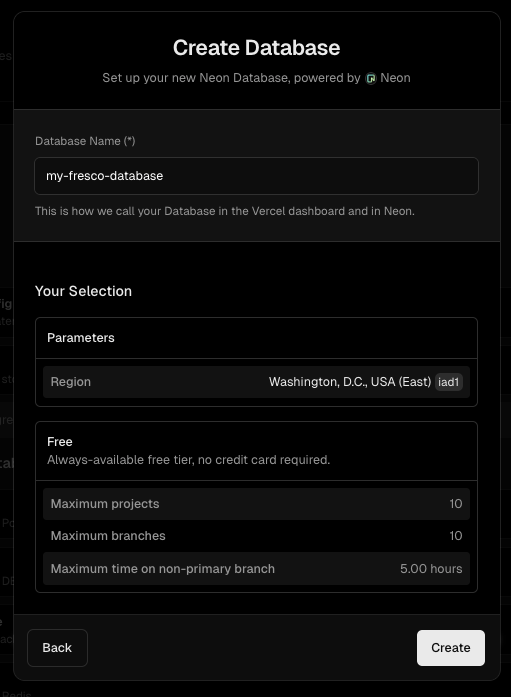 Create Database
Set up your new Neon Database, powered by Neon
Database Name (*)
my-fresco-database
This is how we call your Database in the Vercel dashboard and in Neon.
Your Selection
Parameters
Region Washington, D.C., USA (East) iad1
Free
Always-available free tier, no credit card required.
Maximum projects 10
Maximum branches 10
Maximum time on non-primary branch 5.00 hours
Back Create